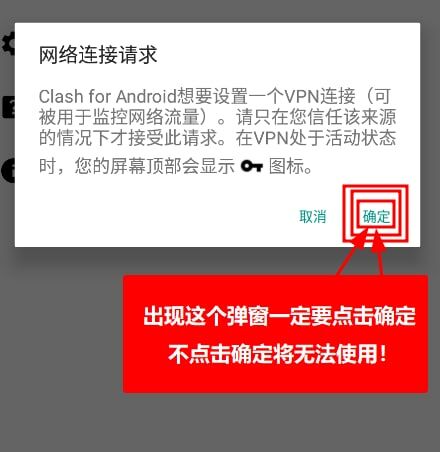 网络连接请求
Clash for Android想要设置一个VPN连接（可
被用于监控网络流量）。请只在您信任该来源
的情况下才接受此请求。在VPN处于活动状态
时，您的屏幕顶部会显示 图标。
取消 确定
出现这个弹窗一定要点击确定
不点击确定将无法使用！